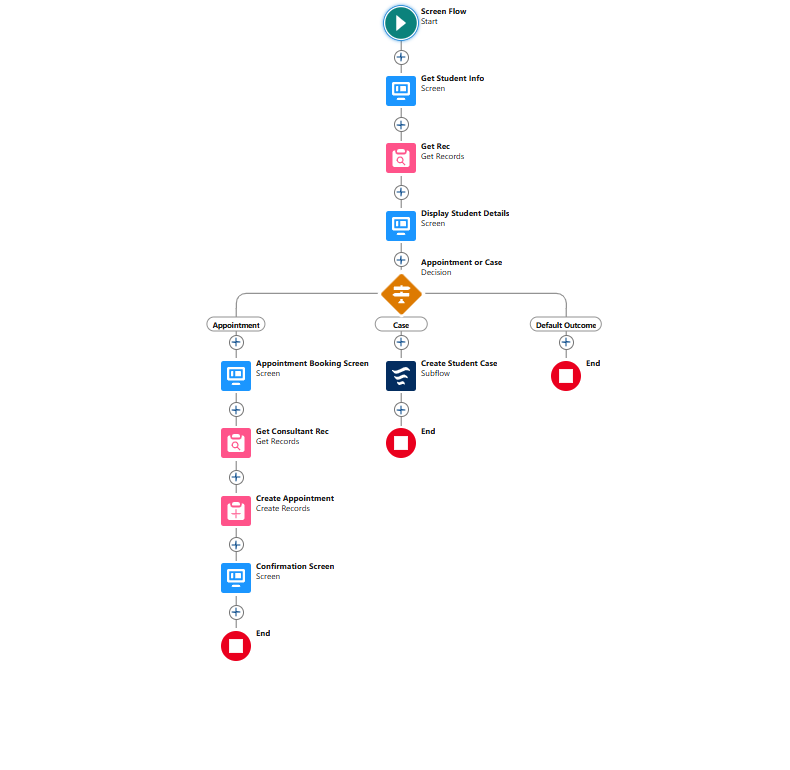 Screen Flow
Start
Get Student Info
Screen
Get Rec
Get Records
Display Student Details
Screen
Appointment or Case
Decision
Appointment
Case
Default Outcome
Appointment Booking Screen
Screen
Create Student Case
Subflow
End
Get Consultant Rec
Get Records
End
Create Appointment
Create Records
Confirmation Screen
Screen
End